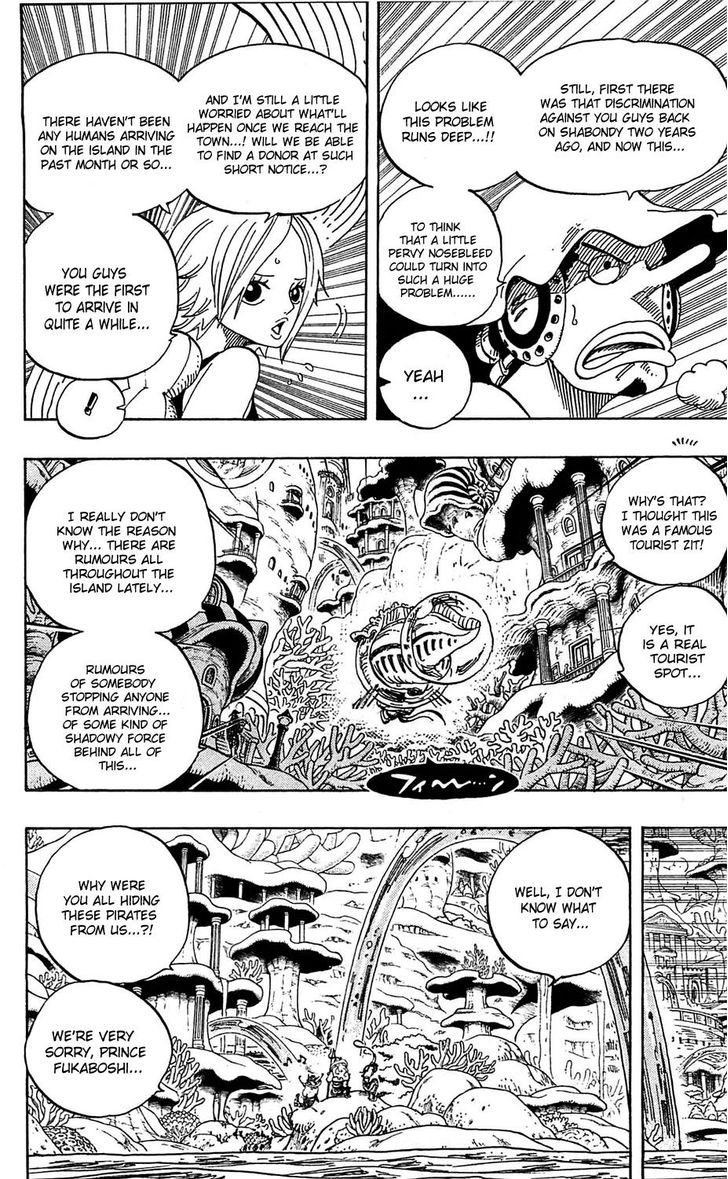 STILL, FIRST THERE
WAS THAT DISCRIMINATION
AGAINST YOU GUYS BACK
ON SHABONDY TWO YEARS
AGO, AND NOW THIS...
LOOKS LIKE
THIS PROBLEM
RUNS DEEP...!!
TO THINK
THAT A LITTLE
PERVY NOSEBLEED
COULD TURN INTO
SUCH A HUGE
PROBLEM......
YEAH
...
AND I'M STILL A LITTLE
WORRIED ABOUT WHAT'LL
HAPPEN ONCE WE REACH THE
TOWN...! WILL WE BE ABLE
TO FIND A DONOR AT SUCH
SHORT NOTICE...?
THERE HAVEN'T BEEN
ANY HUMANS ARRIVING
ON THE ISLAND IN THE
PAST MONTH OR SO...
YOU GUYS
WERE THE FIRST
TO ARRIVE IN
QUITE A WHILE...
!
WHY'S THAT?
I THOUGHT THIS
WAS A FAMOUS
TOURIST ZIT!
YES, IT
IS A REAL
TOURIST
SPOT...
I REALLY DON'T
KNOW THE REASON
WHY... THERE ARE
RUMOURS ALL
THROUGHOUT THE
ISLAND LATELY...
RUMOURS
OF SOMEBODY
STOPPING ANYONE
FROM ARRIVING...
OF SOME KIND OF
SHADOWY FORCE
BEHIND ALL OF
THIS...
WELL, I DON'T
KNOW WHAT
TO SAY...
WHY WERE
YOU ALL HIDING
THESE PIRATES
FROM US...?!
WE'RE VERY
SORRY, PRINCE
FUKABOSHI...